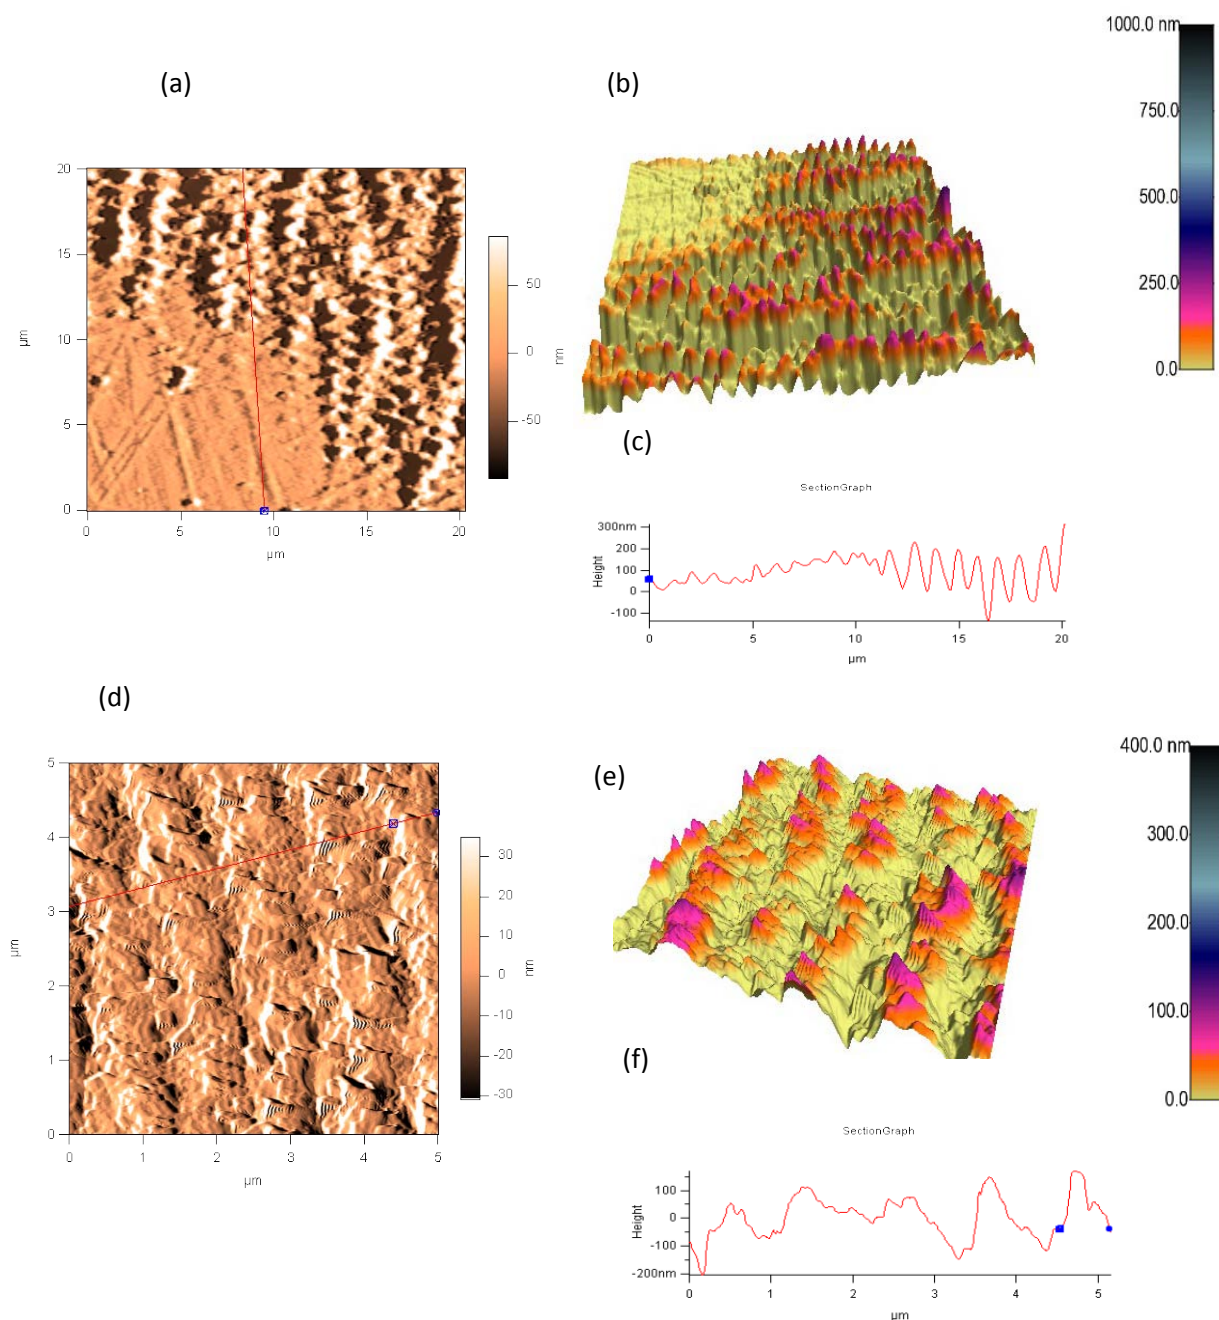 (a)
20
15
10
5
0
µm
0
5
10
15
20
µm
50
0
-50
nm
(b)
1000.0 nm
750.0
500.0
250.0
0.0
(c)
SectionGraph
300nm
200
100
0
-100
Height
0
5
10
15
20
µm
(d)
5
4
3
2
1
0
µm
0
1
2
3
4
5
µm
30
20
10
0
-10
-20
-30
nm
(e)
400.0 nm
300.0
200.0
100.0
0.0
(f)
SectionGraph
100
0
-100
-200nm
Height
0
1
2
3
4
5
µm